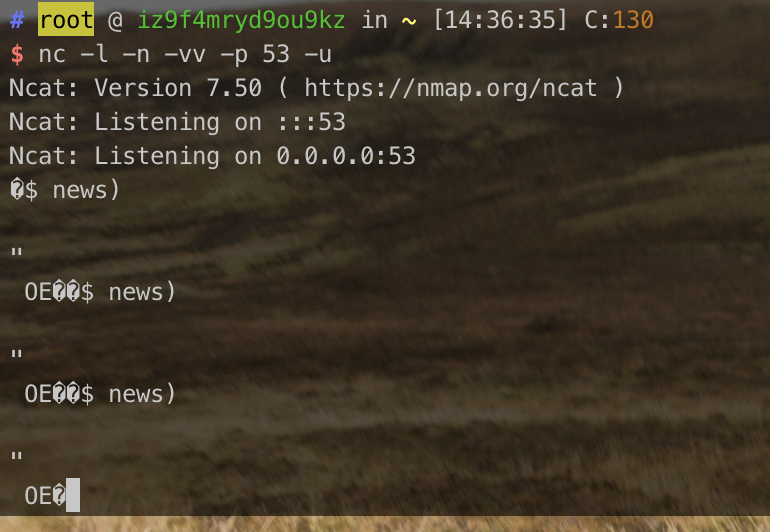 # root @ iz9f4mryd9ou9kz in ~ [14:36:35] C:130
$ nc -l -n -vv -p 53 -u
Ncat: Version 7.50 ( https://nmap.org/ncat )
Ncat: Listening on :::53
Ncat: Listening on 0.0.0.0:53
�$ news)
"
OE��$ news)
"
OE��$ news)
"
OE�